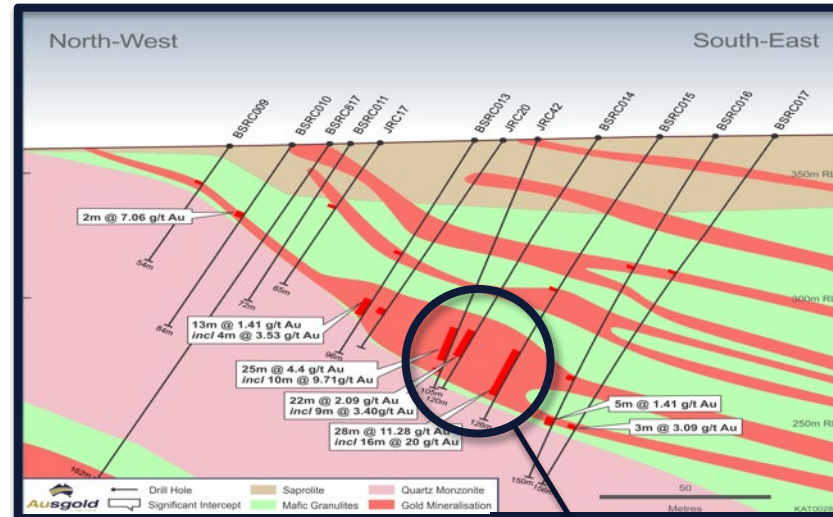 North-West
South-East
BSRC009
BSRC010
BSRC817
BSRC011
JRC17
BSRC013
JRC20
JRC42
BSRC014
BSRC015
BSRC016
BSRC017
350m RL
2m @ 7.06 g/t Au
54m
84m
72m
65m
300m RL
13m @ 1.41 g/t Au
incl 4m @ 3.53 g/t Au
96m
25m @ 4.4 g/t Au
incl 10m @ 9.71g/t Au
105m
120m
22m @ 2.09 g/t Au
incl 9m @ 3.40g/t Au
28m @ 11.28 g/t Au
incl 16m @ 20 g/t Au
126m
5m @ 1.41 g/t Au
3m @ 3.09 g/t Au
250m RL
162m
150m
Ausgold
Drill Hole
Significant Intercept
Saprolite
Mafic Granulites
Quartz Monzonite
Gold Mineralisation
50
Metres